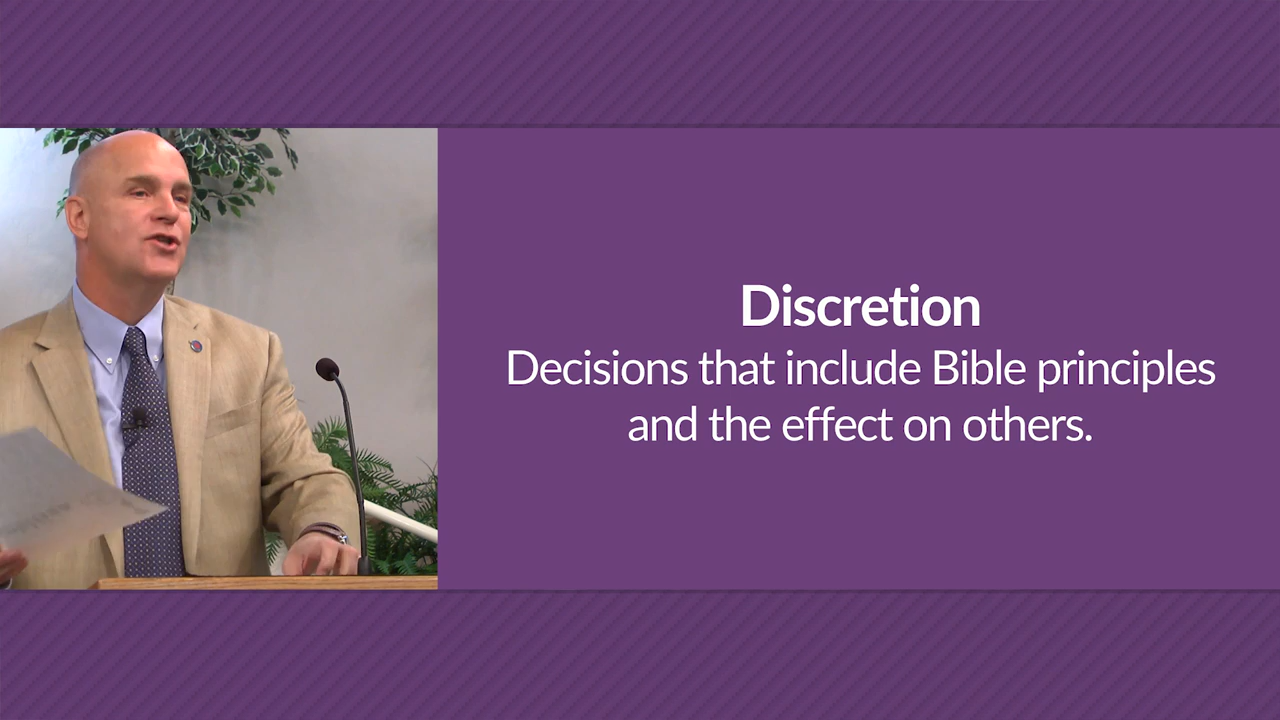 Discretion
Decisions that include Bible principles
and the effect on others.